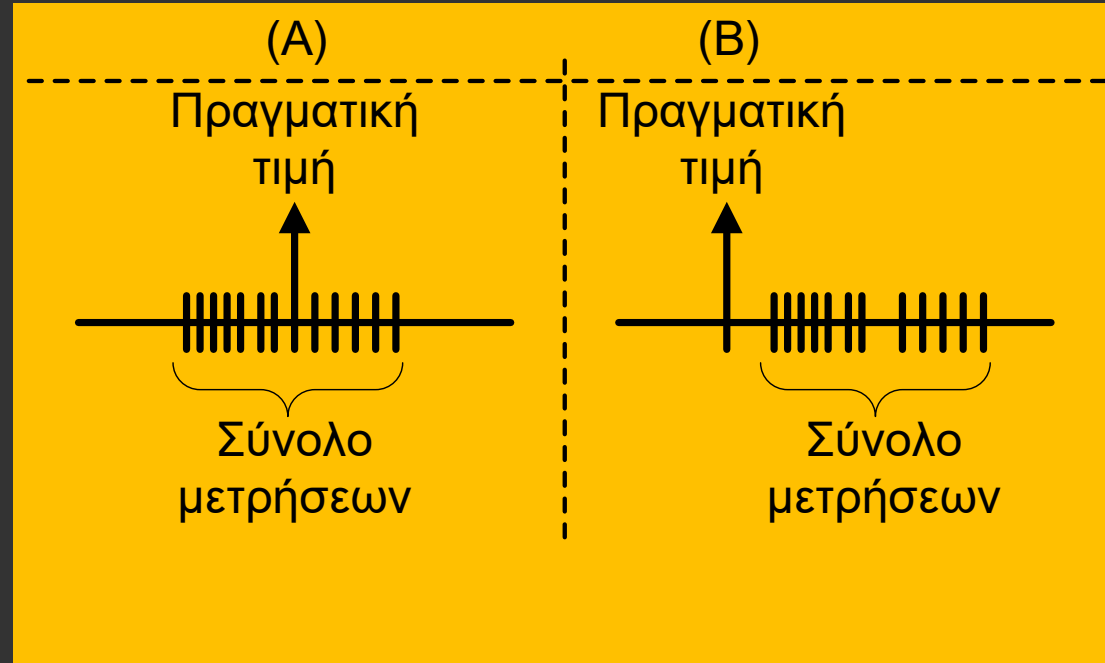 (Α)
(Β)
Πραγματική
τιμή
Πραγματική
τιμή
Σύνολο
μετρήσεων
Σύνολο
μετρήσεων